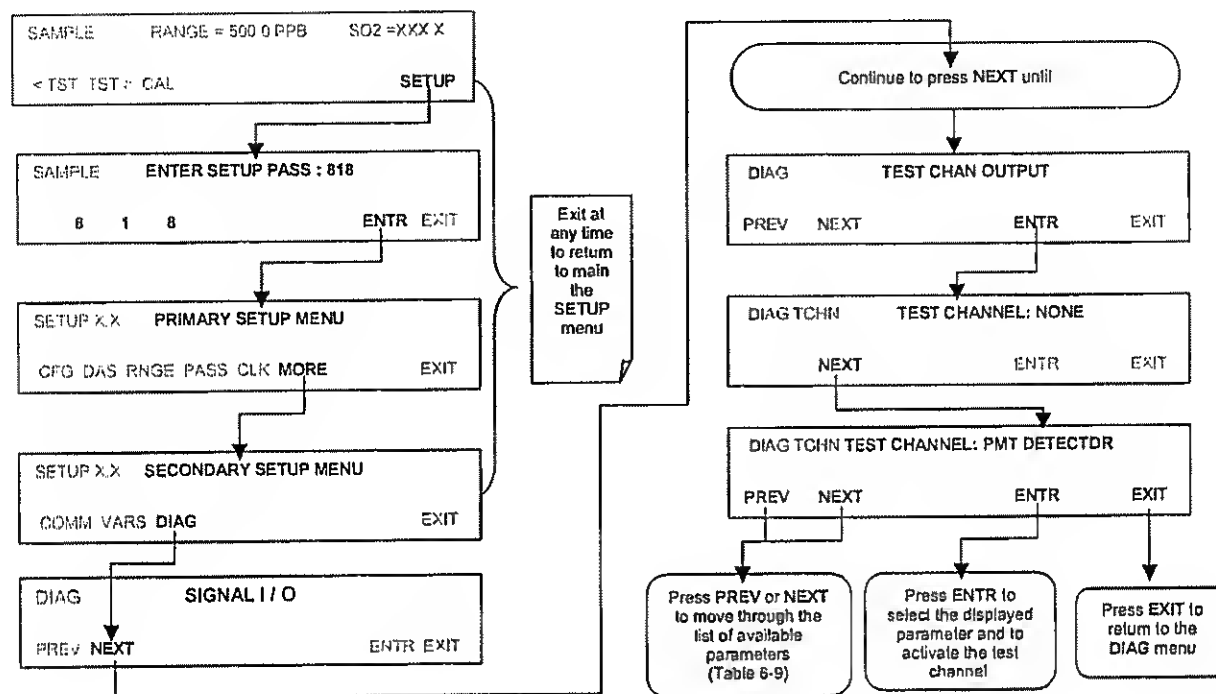 SAMPLE RANGE = 500 0 PPB SO2 =XXX X
< TST TST > CAL SETUP
SAMPLE ENTER SETUP PASS : 818
8 1 8 ENTR EXIT
SETUP X.X PRIMARY SETUP MENU
CFG DAS RNGE PASS CLK MORE EXIT
SETUP X.X SECONDARY SETUP MENU
COMM VARS DIAG EXIT
DIAG SIGNAL I / O
PREV NEXT ENTR EXIT
Exit at
any time
to return
to main
the
SETUP
menu
Continue to press NEXT until
DIAG TEST CHAN OUTPUT
PREV NEXT ENTR EXIT
DIAG TCHN TEST CHANNEL: NONE
NEXT ENTR EXIT
DIAG TCHN TEST CHANNEL: PMT DETECTOR
PREV NEXT ENTR EXIT
Press PREV or NEXT
to move through the
list of available
parameters
(Table 6-9)
Press ENTR to
select the displayed
parameter and to
activate the test
channel
Press EXIT to
return to the
DIAG menu